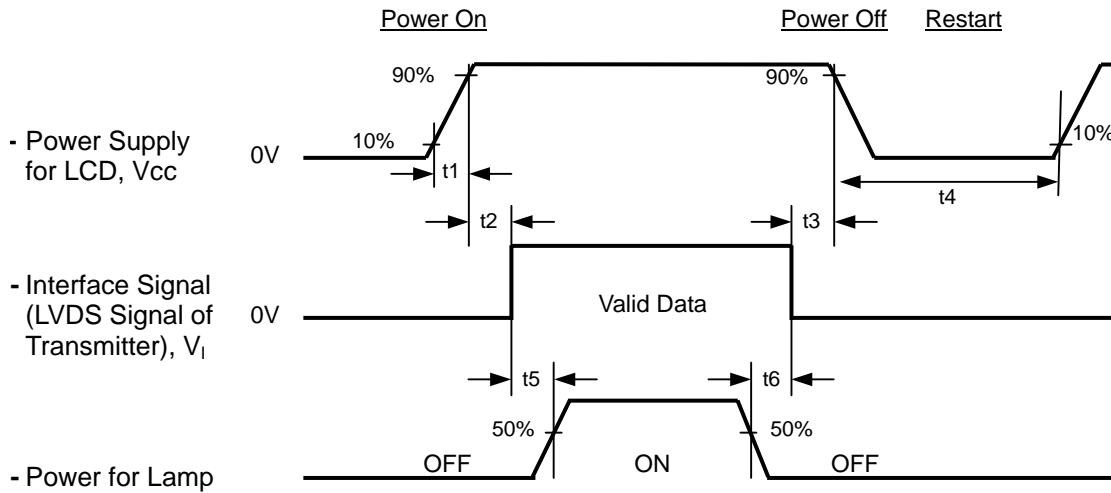 Power On
Power Off
Restart
90%
90%
10%
10%
- Power Supply
for LCD, Vcc
0V
t1
t4
t2
t3
- Interface Signal
(LVDS Signal of
Transmitter), VI
0V
Valid Data
t5
t6
50%
50%
- Power for Lamp
OFF
ON
OFF